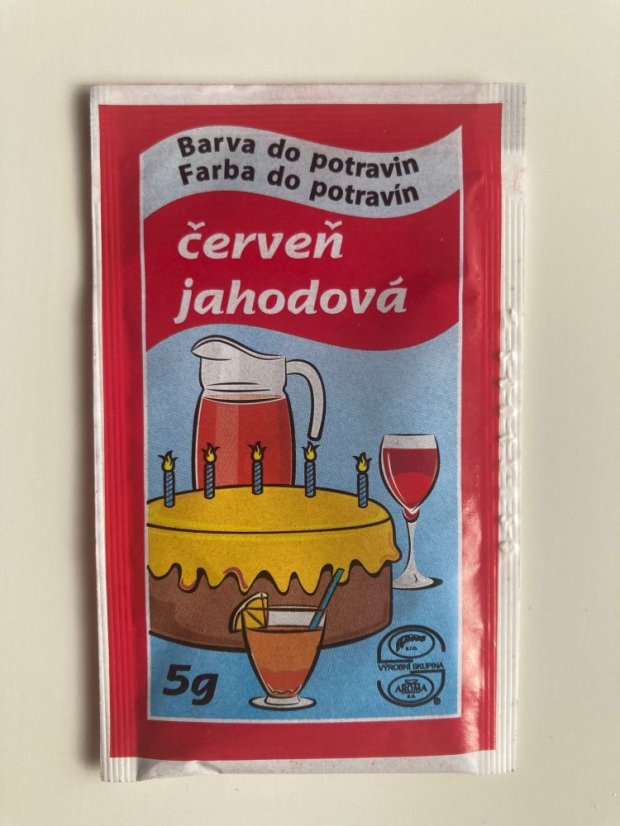 Barva do potravin
Farba do potravín
červeň
jahodová
5g
s.r.o.
VÝROBNÍ SKUPINA
AROMA
®